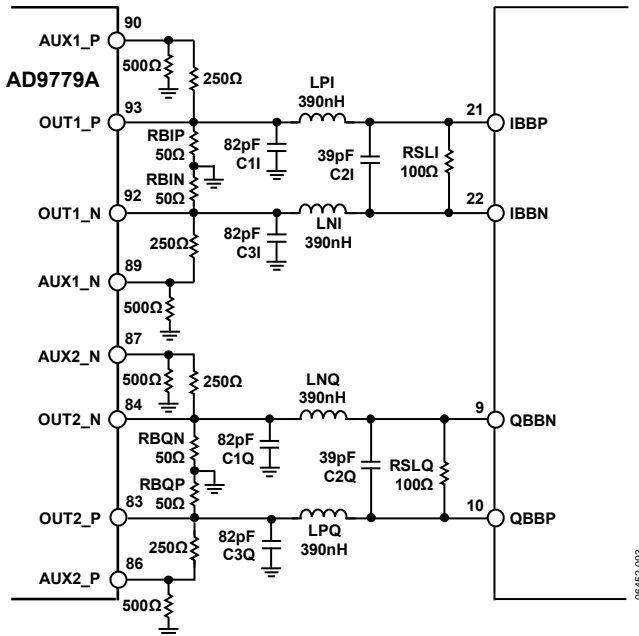 90
AUX1_P
500Ω
250Ω
AD9779A
LPI
390nH
93
21
OUT1_P
IBBP
RBIP
50Ω
82pF
C1I
39pF
C2I
RSLI
100Ω
RBIN
50Ω
92
22
OUT1_N
IBBN
250Ω
82pF
C3I
LNI
390nH
89
AUX1_N
500Ω
87
AUX2_N
500Ω
250Ω
LNQ
390nH
84
9
OUT2_N
QBBN
RBQN
50Ω
82pF
C1Q
39pF
C2Q
RSLQ
100Ω
RBQP
50Ω
83
10
OUT2_P
QBBP
250Ω
82pF
C3Q
LPQ
390nH
86
AUX2_P
500Ω
06452-003